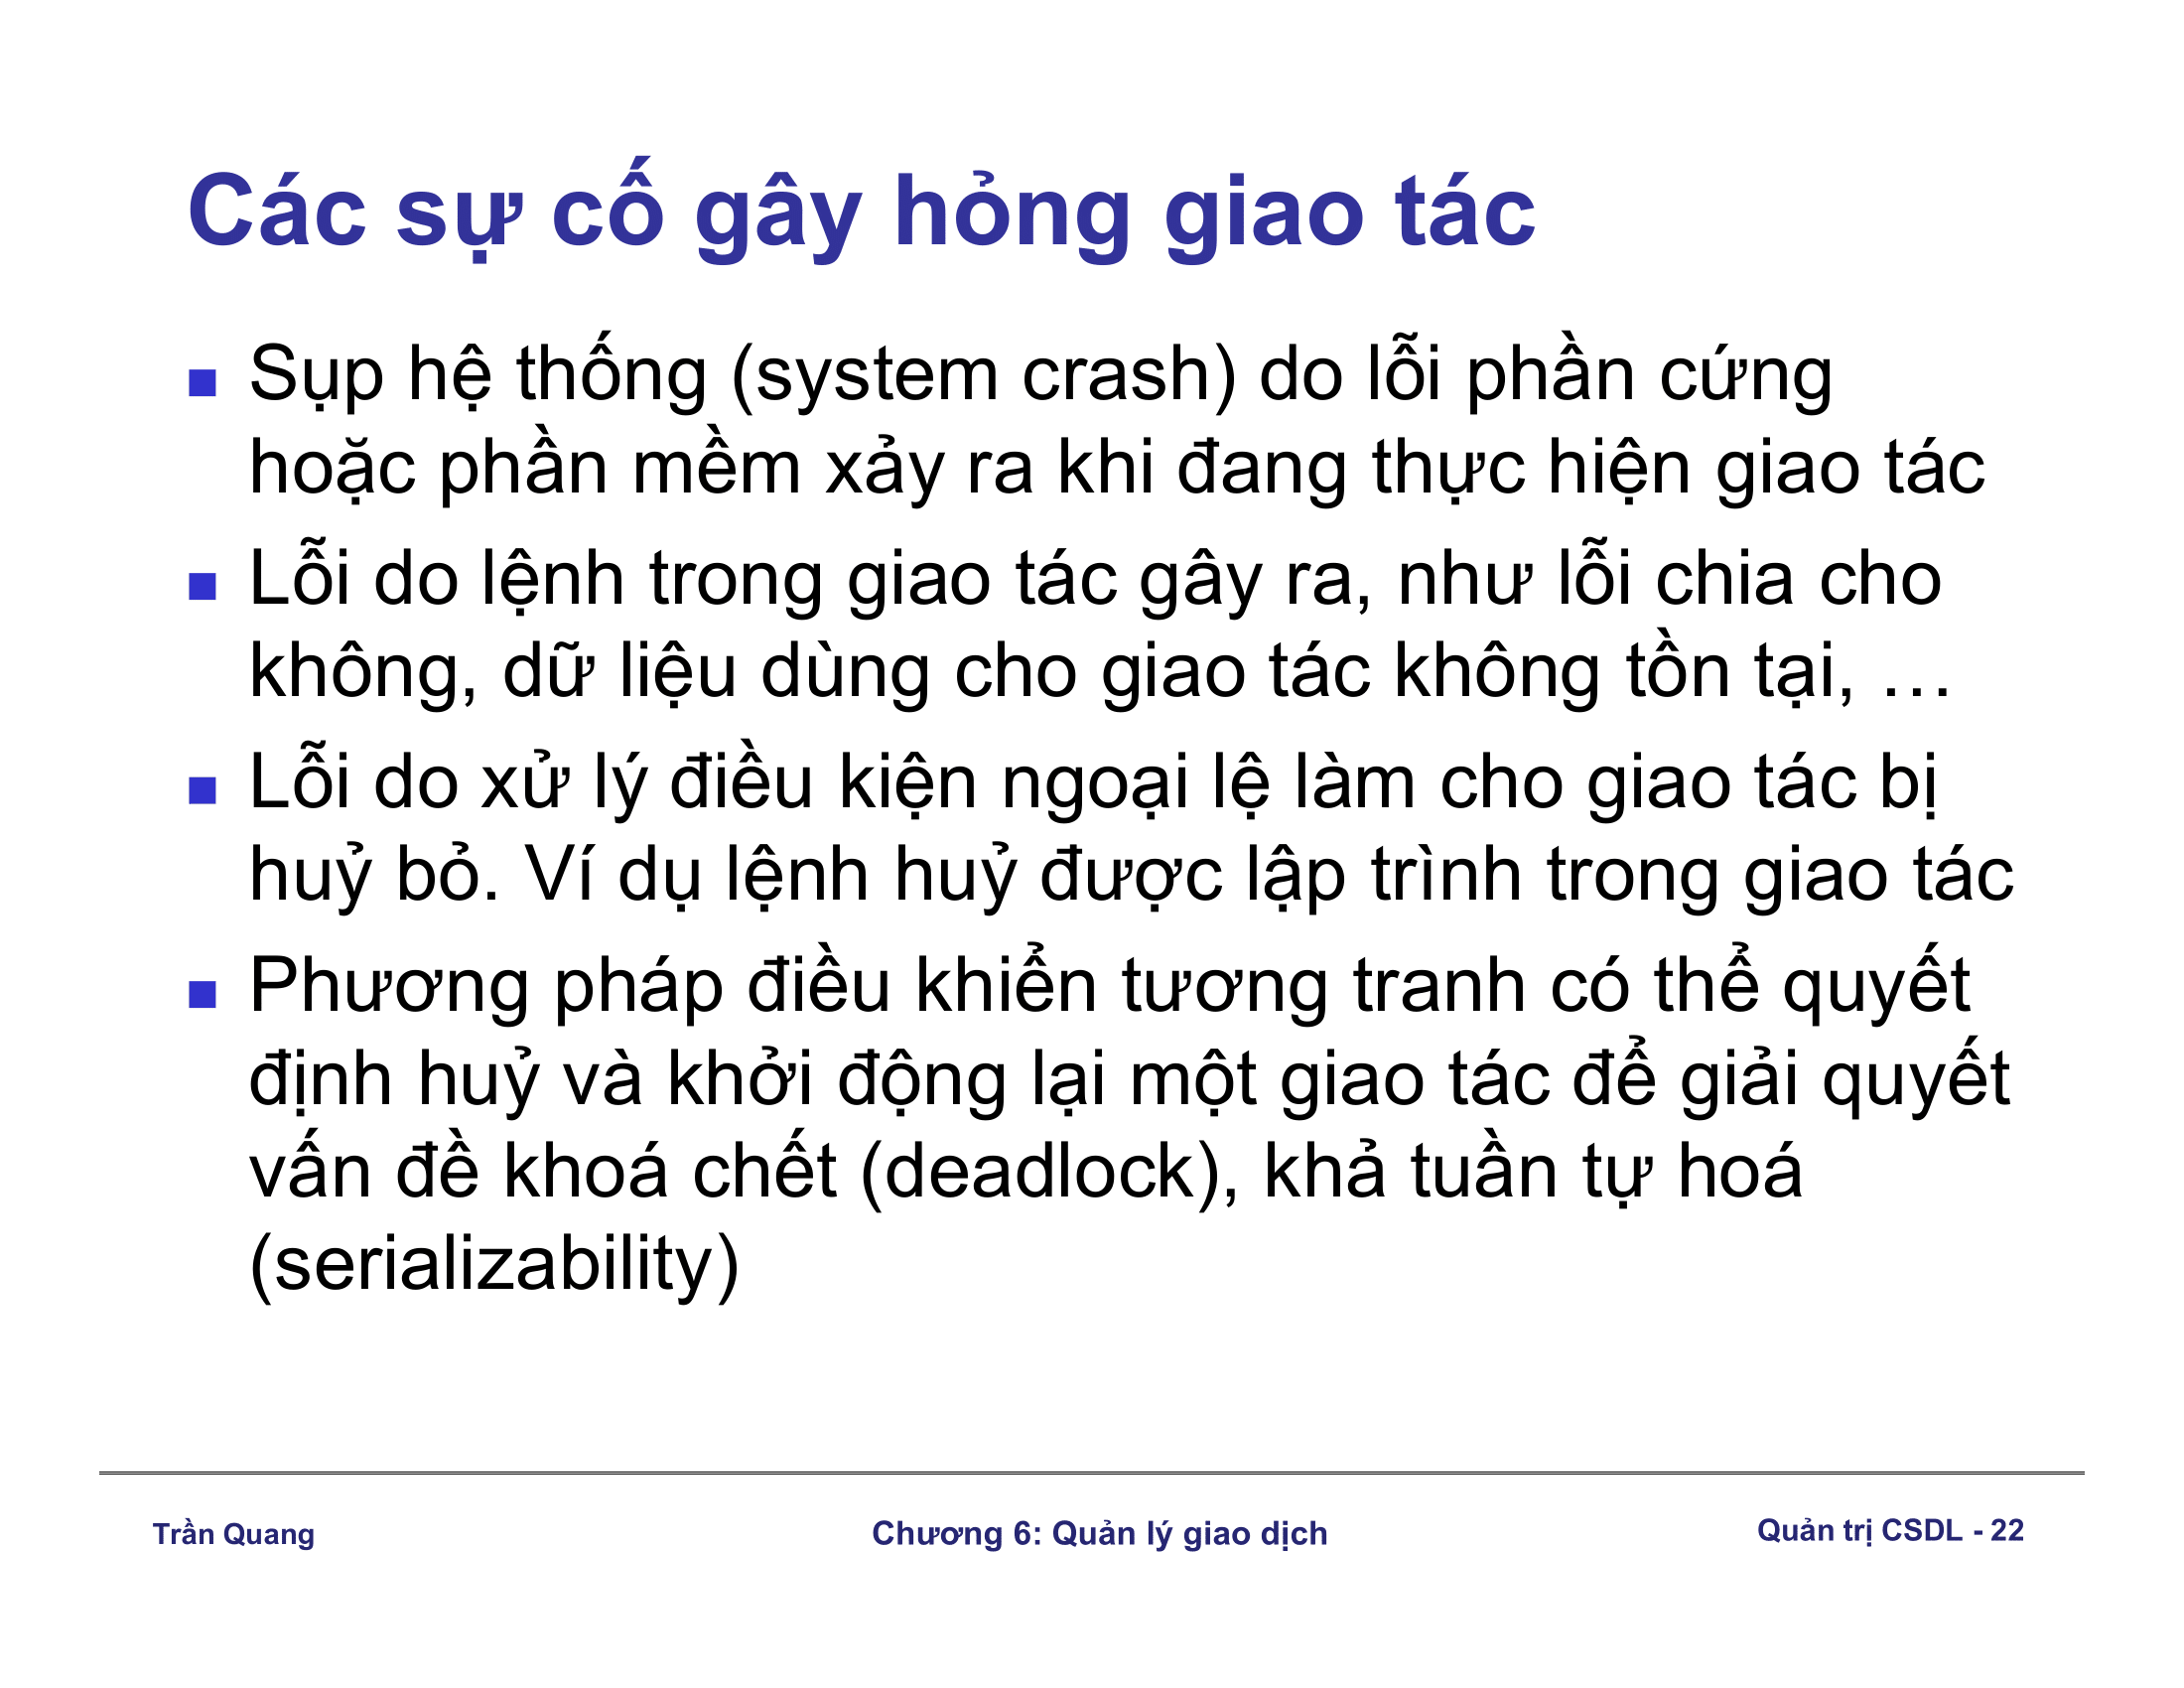 Các sự cố gây hỏng giao tác
Sụp hệ thống (system crash) do lỗi phần cứng
hoặc phần mềm xảy ra khi đang thực hiện giao tác
Lỗi do lệnh trong giao tác gây ra, như lỗi chia cho
không, dữ liệu dùng cho giao tác không tồn tại, …
Lỗi do xử lý điều kiện ngoại lệ làm cho giao tác bị
huỷ bỏ. Ví dụ lệnh huỷ được lập trình trong giao tác
Phương pháp điều khiển tương tranh có thể quyết
định huỷ và khởi động lại một giao tác để giải quyết
vấn đề khoá chết (deadlock), khả tuần tự hoá
(serializability)
Trần Quang
Chương 6: Quản lý giao dịch
Quản trị CSDL - 22